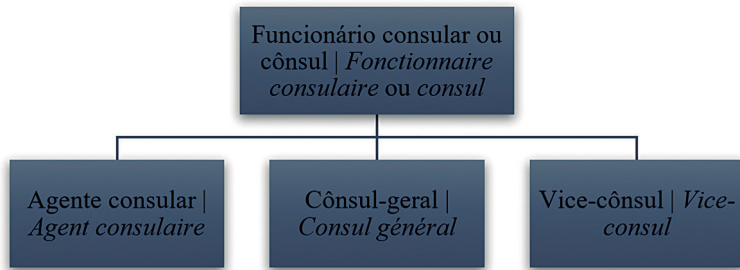 Funcionário consular ou
cônsul | Fonctionnaire
consulaire ou consul
Agente consular |
Agent consulaire
Cônsul-geral |
Consul général
Vice-cônsul | Vice-
consul